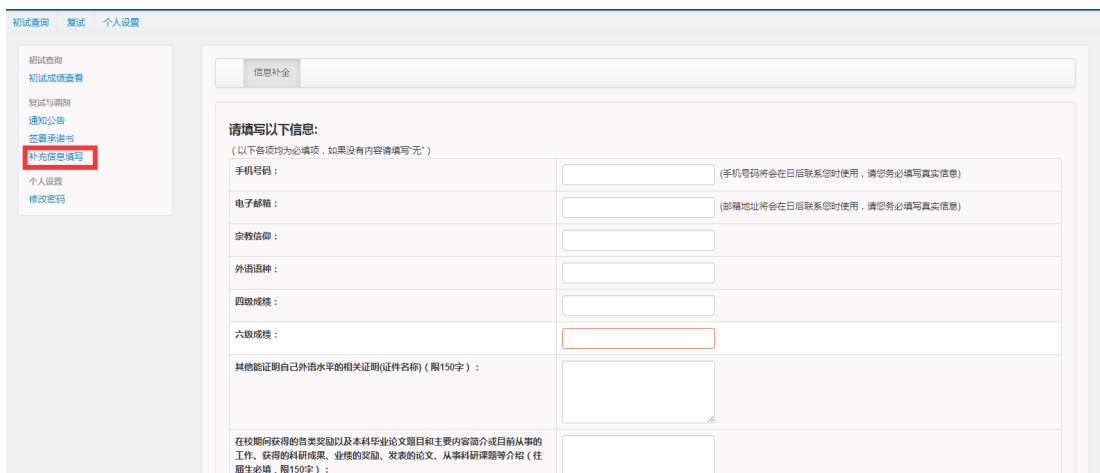 初试查询 复试 个人设置
初试查询
初试成绩查看
复试与调剂
通知公告
签署承诺书
补充信息填写
个人设置
修改密码
信息补全
请填写以下信息:
(以下各项均为必填项,如果没有内容请填写“无”)
手机号码: (手机号码将会在日后联系您时使用,请您务必填写真实信息)
电子邮箱: (邮箱地址将会在日后联系您时使用,请您务必填写真实信息)
宗教信仰:
外语语种:
四级成绩:
六级成绩:
其他能证明自己外语水平的相关证明(证件名称)(限150字):
在校期间获得的各类奖励以及本科毕业论文题目和主要内容简介或目前从事的
工作、获得的科研成果、业绩的奖励、发表的论文、从事科研课题等介绍(往
届生必填,限150字):